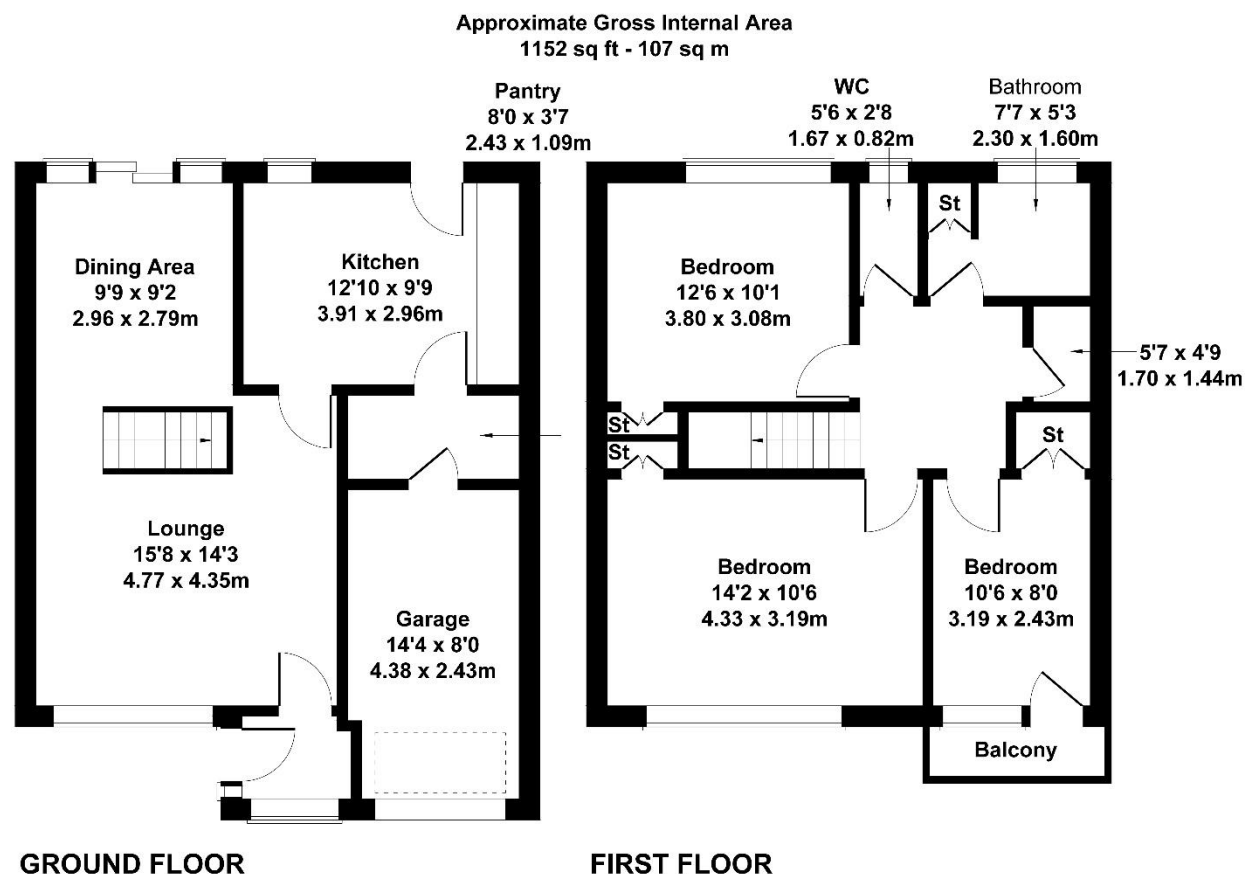 Approximate Gross Internal Area
1152 sq ft - 107 sq m
Pantry
8'0 x 3'7
2.43 x 1.09m
WC
5'6 x 2'8
1.67 x 0.82m
Bathroom
7'7 x 5'3
2.30 x 1.60m
Dining Area
9'9 x 9'2
2.96 x 2.79m
Kitchen
12'10 x 9'9
3.91 x 2.96m
Lounge
15'8 x 14'3
4.77 x 4.35m
Garage
14'4 x 8'0
4.38 x 2.43m
St
Bedroom
12'6 x 10'1
3.80 x 3.08m
5'7 x 4'9
1.70 x 1.44m
St
St
St
Bedroom
14'2 x 10'6
4.33 x 3.19m
Bedroom
10'6 x 8'0
3.19 x 2.43m
Balcony
GROUND FLOOR
FIRST FLOOR